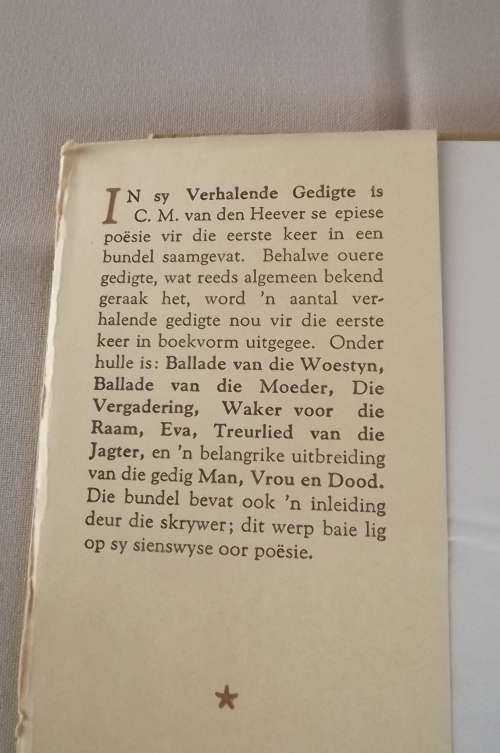 IN sy Verhalende Gedigte is
C. M. van den Heever se epiese
poësie vir die eerste keer in een
bundel saamgevat. Behalwe ouere
gedigte, wat reeds algemeen bekend
geraak het, word 'n aantal ver-
halende gedigte nou vir die eerste
keer in boekvorm uitgegee. Onder
hulle is: Ballade van die Woestyn,
Ballade van die Moeder, Die
Vergadering, Waker voor die
Raam, Eva, Treurlied van die
Jagter, en 'n belangrike uitbreiding
van die gedig Man, Vrou en Dood.
Die bundel bevat ook 'n inleiding
deur die skrywer; dit werp baie lig
op sy sienswyse oor poësie.